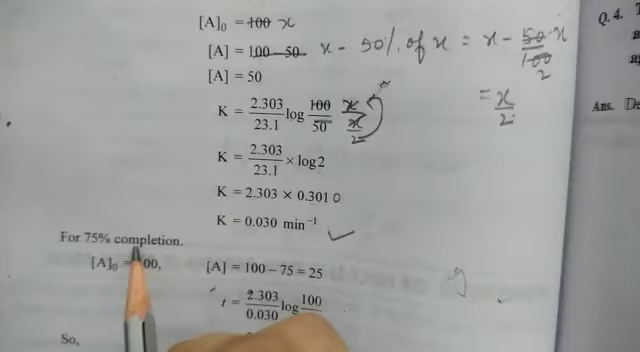 [A]₀ = 100 x
[A] = 100 – 50 x - 50% of x = x - 50 x / 100 2
[A] = 50 = x/2
K = 2.303/23.1 log 100/50 x / x/2
K = 2.303/23.1 × log2
K = 2.303 × 0.3010
K = 0.030 min⁻¹
For 75% completion.
[A]₀ = 00, [A] = 100 – 75 = 25
t = 2.303/0.030 log 100
So,
Q. 4.
Ans.